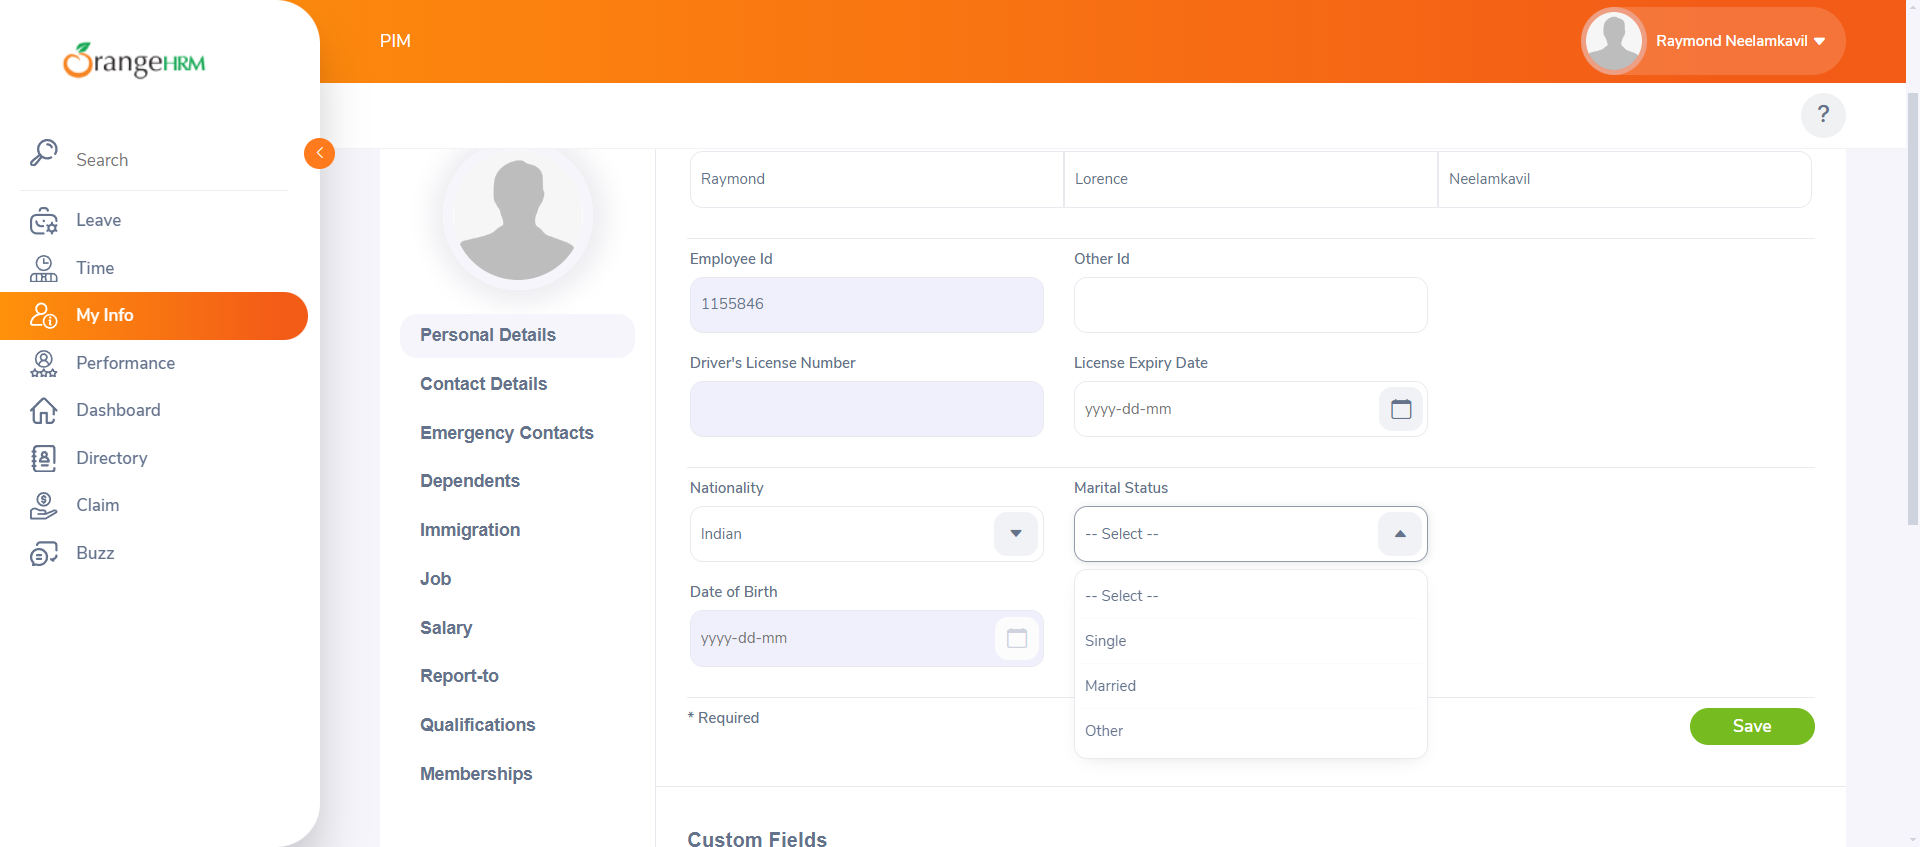 OrangeHRM
PIM
Raymond Neelamkavil
?
Search
Leave
Time
My Info
Performance
Dashboard
Directory
Claim
Buzz
Personal Details
Contact Details
Emergency Contacts
Dependents
Immigration
Job
Salary
Report-to
Qualifications
Memberships
Raymond Lorence Neelamkavil
Employee Id Other Id
1155846
Driver's License Number License Expiry Date
yyyy-dd-mm
Nationality Marital Status
Indian -- Select --
Date of Birth
-- Select --
yyyy-dd-mm Single
Married
* Required Other
Save
Custom Fields